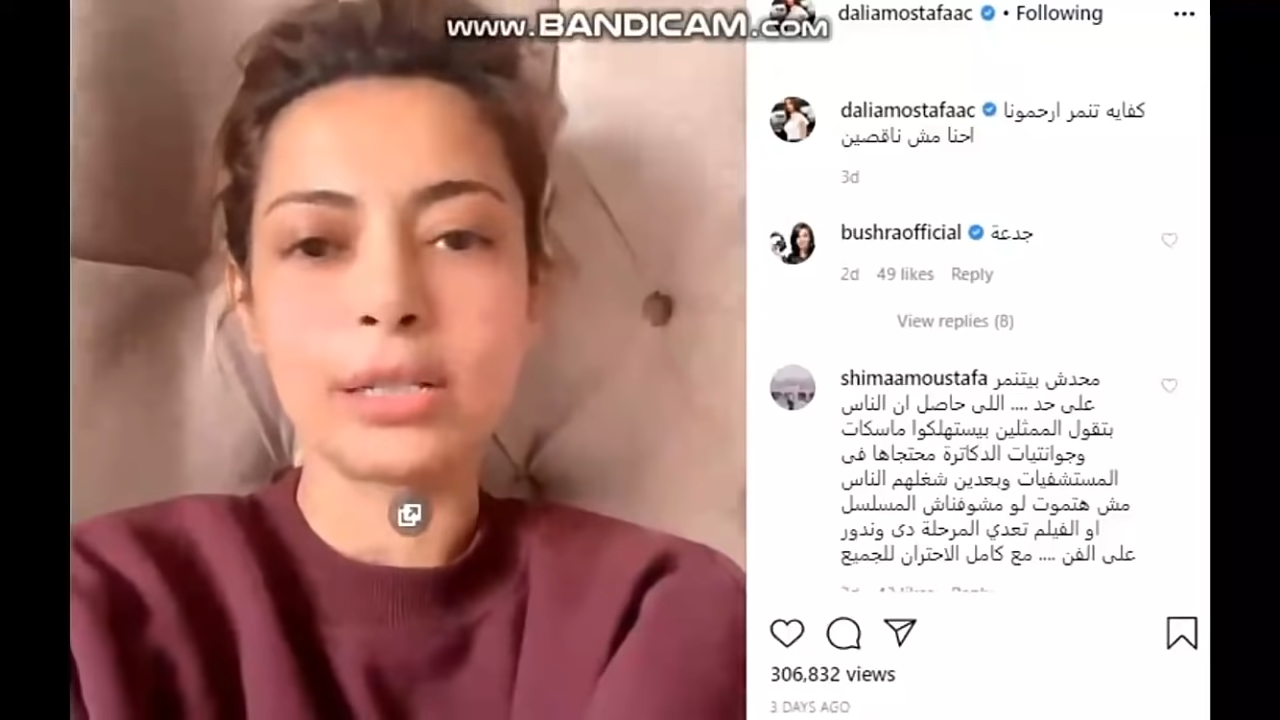 www.BANDICAM.com
daliamostafaac • Following
daliamostafaac كفايه تنمر ارحمونا
احنا مش ناقصين
3d
bushraofficial جدعة
2d 49 likes Reply
View replies (8)
shimaamoustafa محدش بيتنمر
على حد .... اللى حاصل ان الناس
بتقول الممثلين بيستهلكوا ماسكات
وجوانتيات الدكاترة محتجاها فى
المستشفيات وبعدين شغلهم الناس
مش هتموت لو مشوفناش المسلسل
او الفيلم تعدي المرحلة دى وندور
على الفن .... مع كامل الاحتران للجميع
306,832 views
3 DAYS AGO